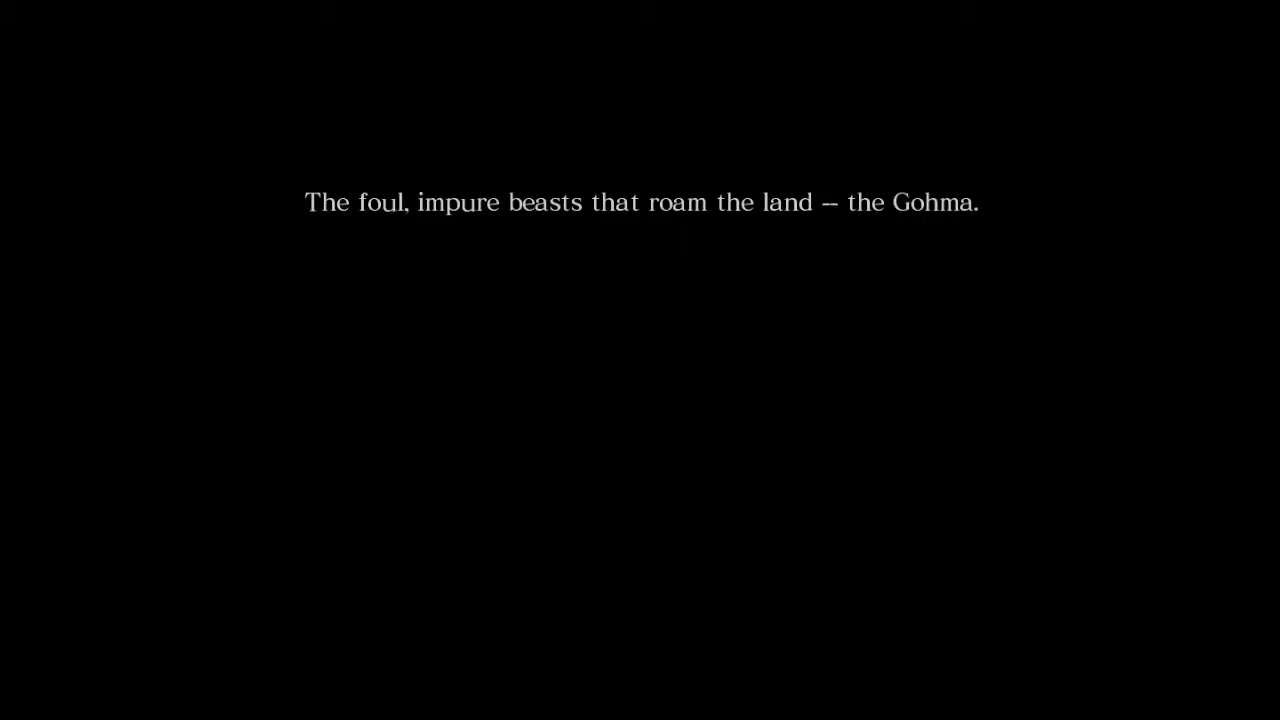 The foul, impure beasts that roam the land -- the Gohma.